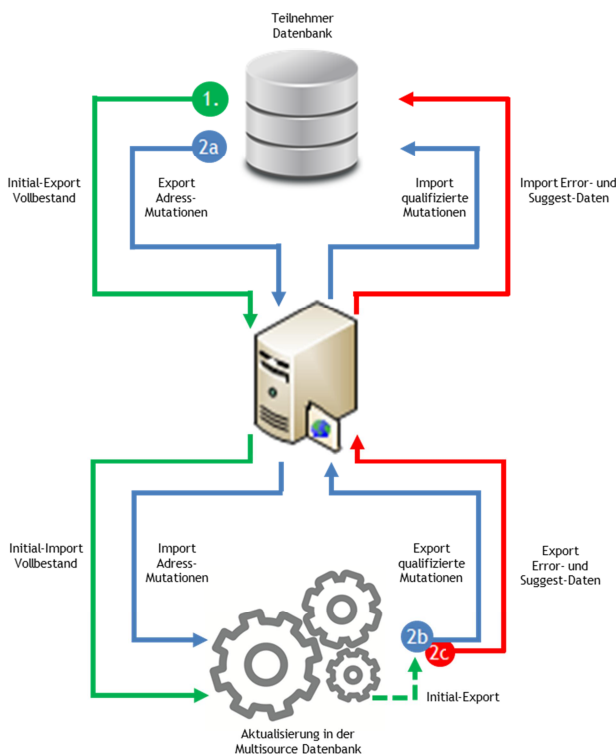 Teilnehmer
Datenbank
1.
2a
Initial-Export
Vollbestand
Export
Adress-
Mutationen
Import
qualifizierte
Mutationen
Import Error- und
Suggest-Daten
Initial-Import
Vollbestand
Import
Adress-
Mutationen
Export
qualifizierte
Mutationen
Export
Error- und
Suggest-Daten
2b
2c
Initial-Export
Aktualisierung in der
Multisource Datenbank